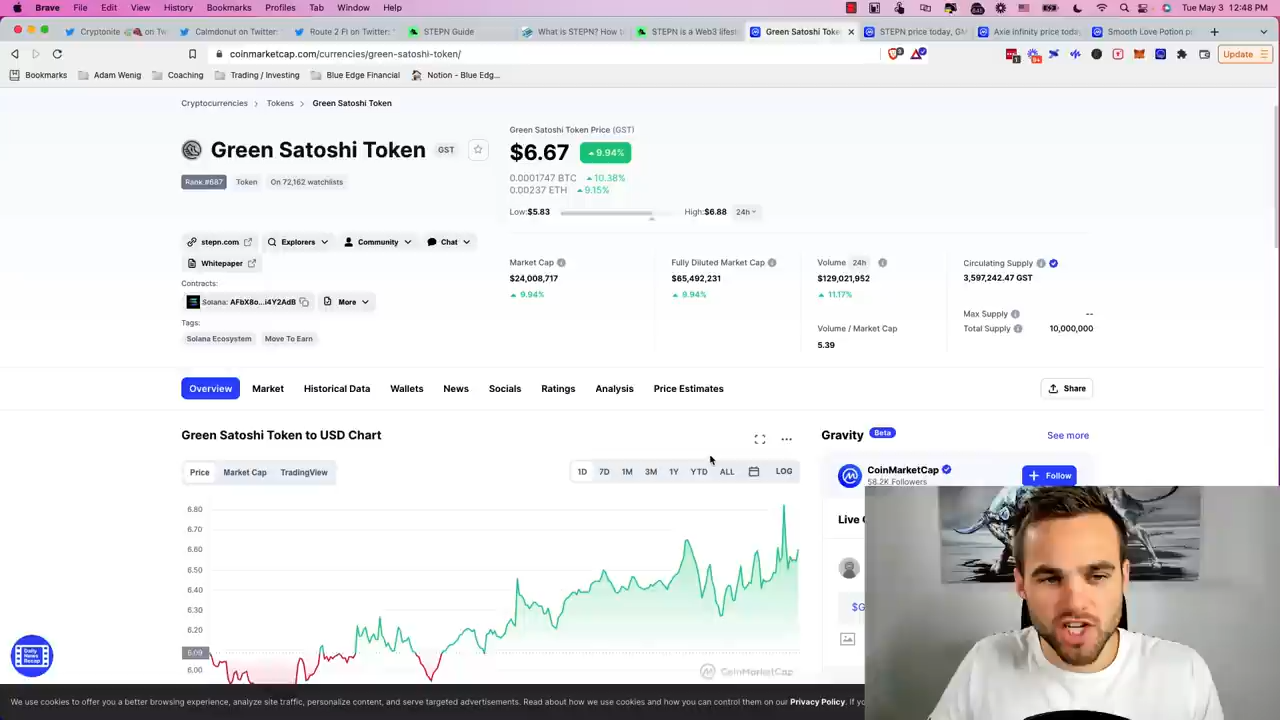 Brave File Edit View History Bookmarks Profiles Tab Window Help Tue May 3 12:48 PM
Cryptonite on Tw Calmdonut on Twitter Route 2 FI on Twitter: STEPN Guide What is STEPN? How to STEPN is a Web3 lifest Green Satoshi Toke STEPN price today, GM Axie Infinity price today Smooth Love Potion p
coinmarketcap.com/currencies/green-satoshi-token/ Update
Bookmarks Adam Wenig Coaching Trading / Investing Blue Edge Financial Notion - Blue Edg...
Cryptocurrencies > Tokens > Green Satoshi Token
Green Satoshi Token GST
Rank #687 Token On 72,162 watchlists
Green Satoshi Token Price (GST)
$6.67 9.94%
0.0001747 BTC 10.38%
0.00237 ETH 9.15%
Low:$5.83 High:$6.88 24h
stepn.com Explorers Community Chat
Whitepaper
Contracts:
Solana: AFbX8o...i4Y2AdB More
Tags:
Solana Ecosystem Move To Earn
Market Cap
$24,008,717
9.94%
Fully Diluted Market Cap
$65,492,231
9.94%
Volume 24h
$129,021,952
11.17%
Volume / Market Cap
5.39
Circulating Supply
3,597,242.47 GST
Max Supply --
Total Supply 10,000,000
Overview Market Historical Data Wallets News Socials Ratings Analysis Price Estimates Share
Green Satoshi Token to USD Chart
Price Market Cap TradingView 1D 7D 1M 3M 1Y YTD ALL LOG
6.80
6.70
6.60
6.50
6.40
6.30
6.20
6.09
6.00
CoinMarketCap
Gravity Beta See more
CoinMarketCap
58.2K Followers
+ Follow
Live
$G
Daily News Recap
We use cookies to offer you a better browsing experience, analyze site traffic, personalize content, and serve targeted advertisements. Read about how we use cookies and how you can control them on our Privacy Policy. If yo